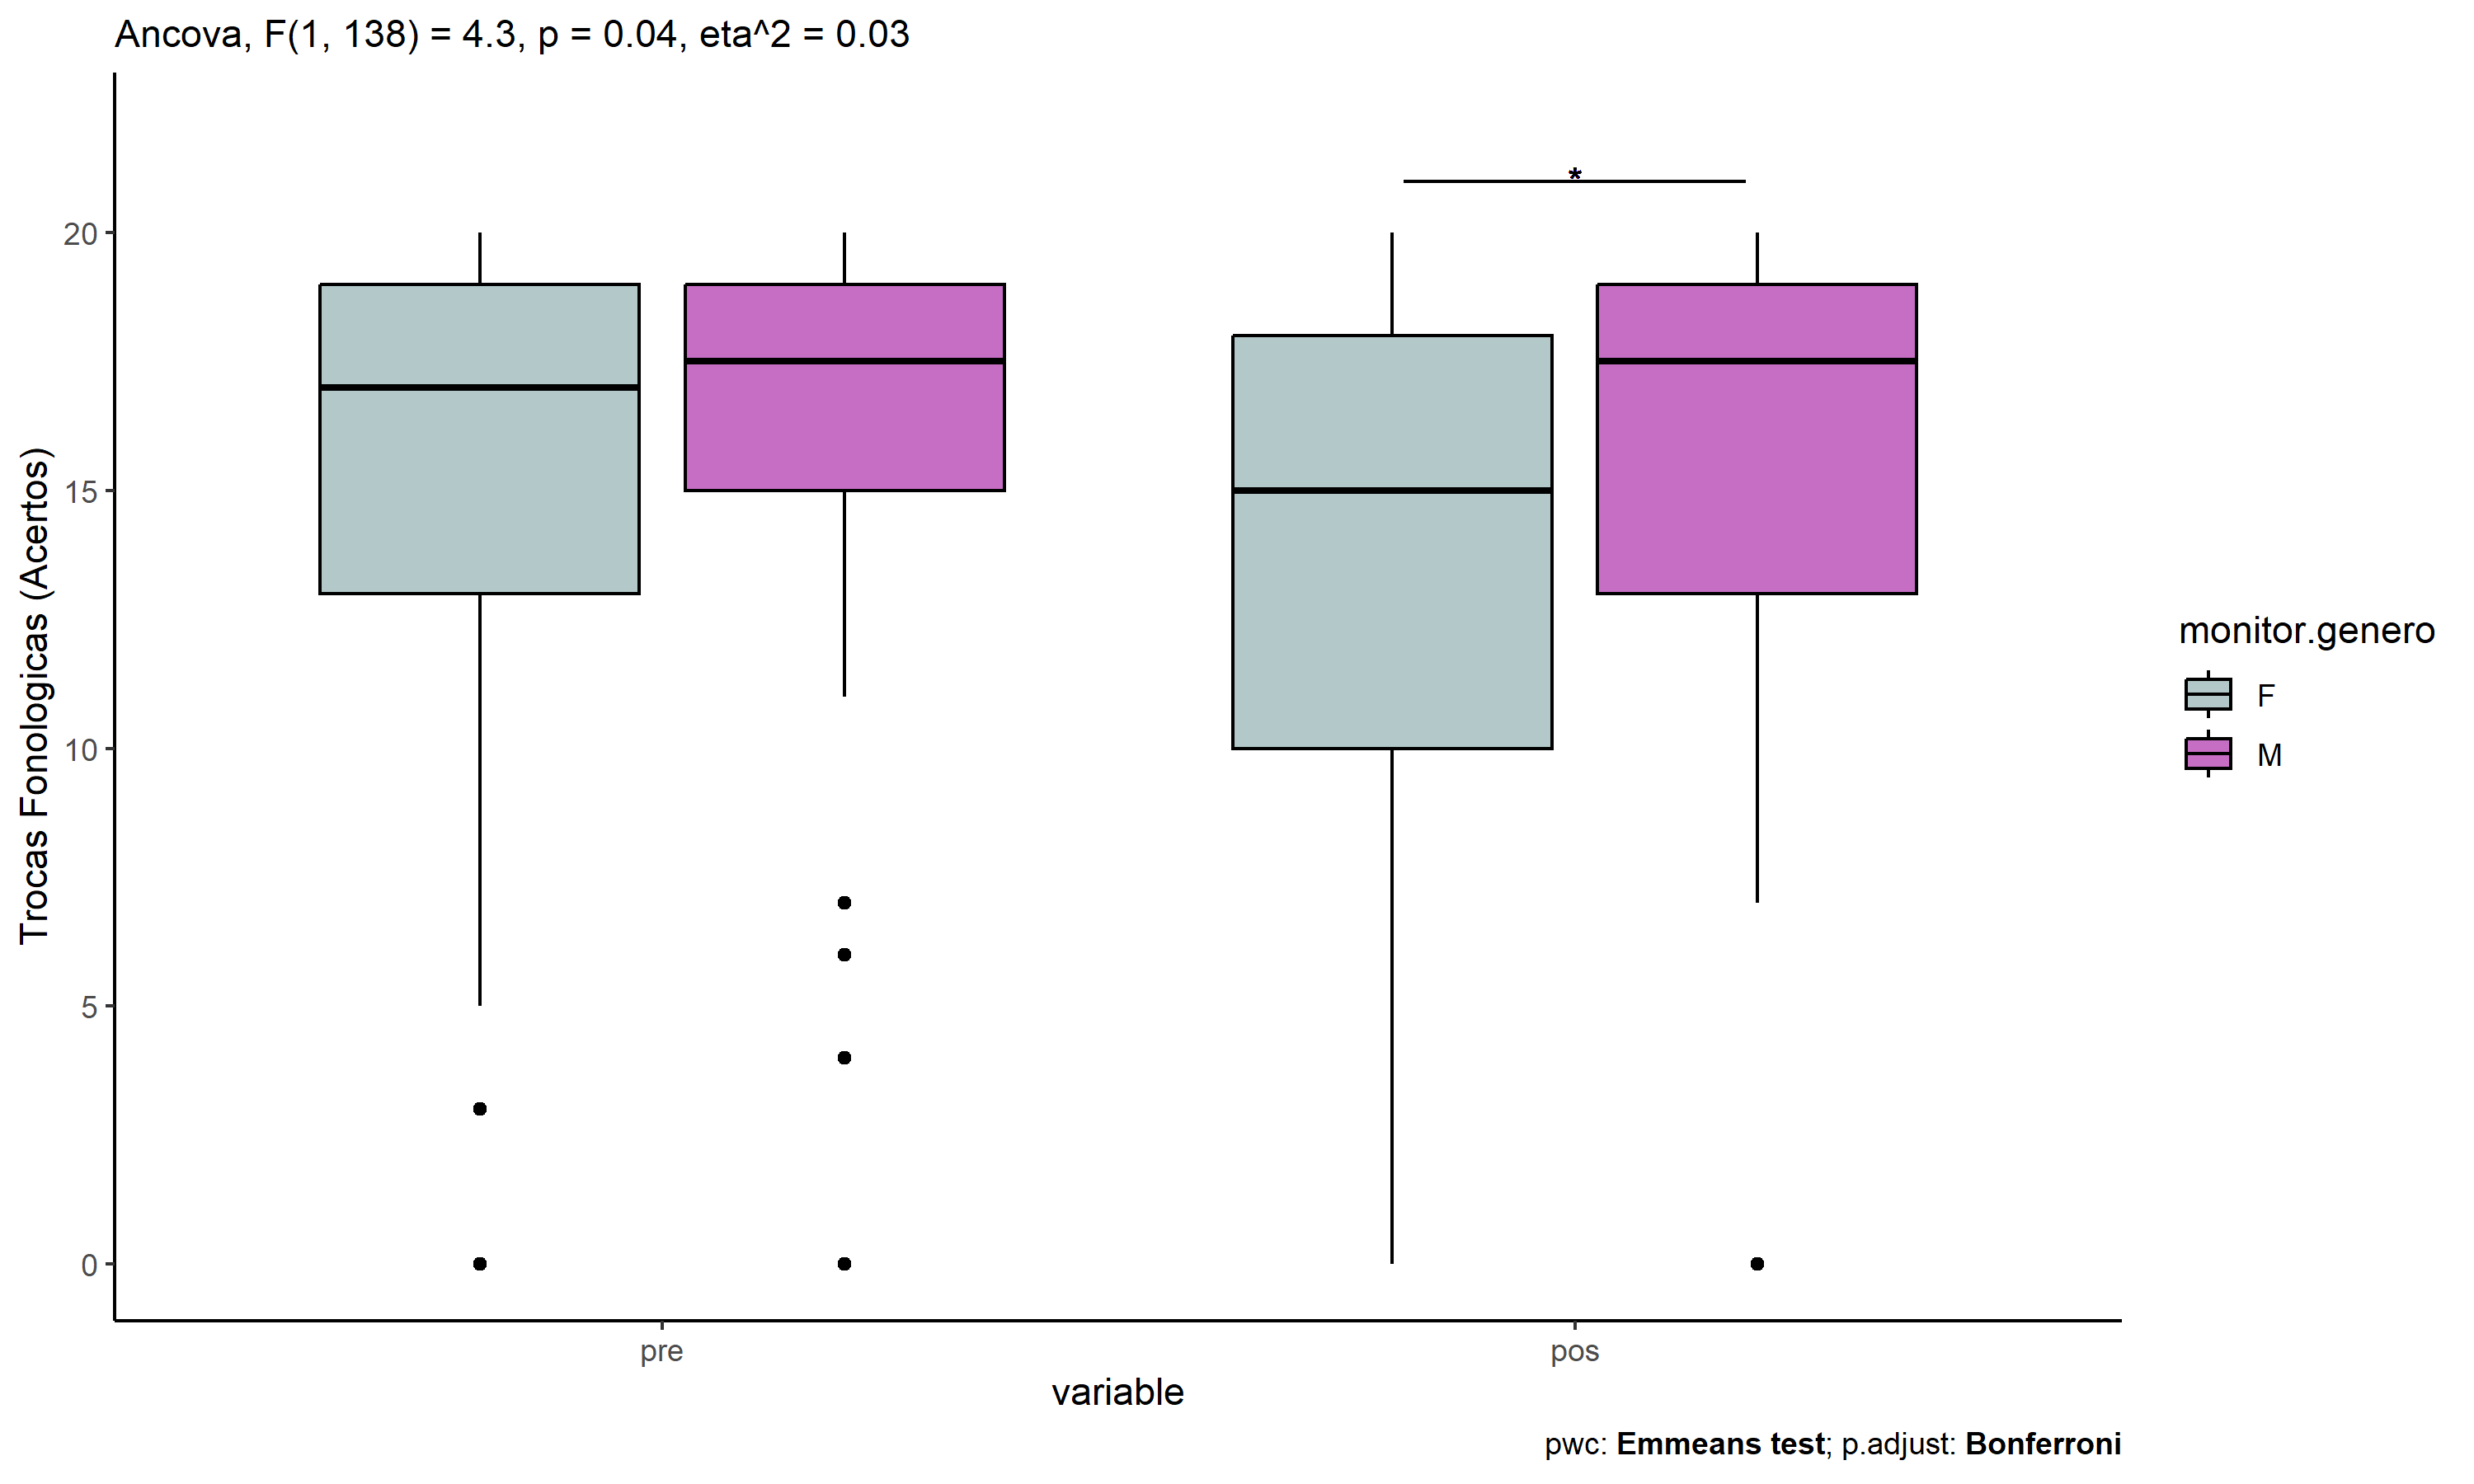 Ancova, F(1, 138) = 4.3, p = 0.04, eta^2 = 0.03
*
20
15
10
5
0
Trocas Fonologicas (Acertos)
pre
pos
variable
monitor.genero
F
M
pwc: Emmeans test; p.adjust: Bonferroni